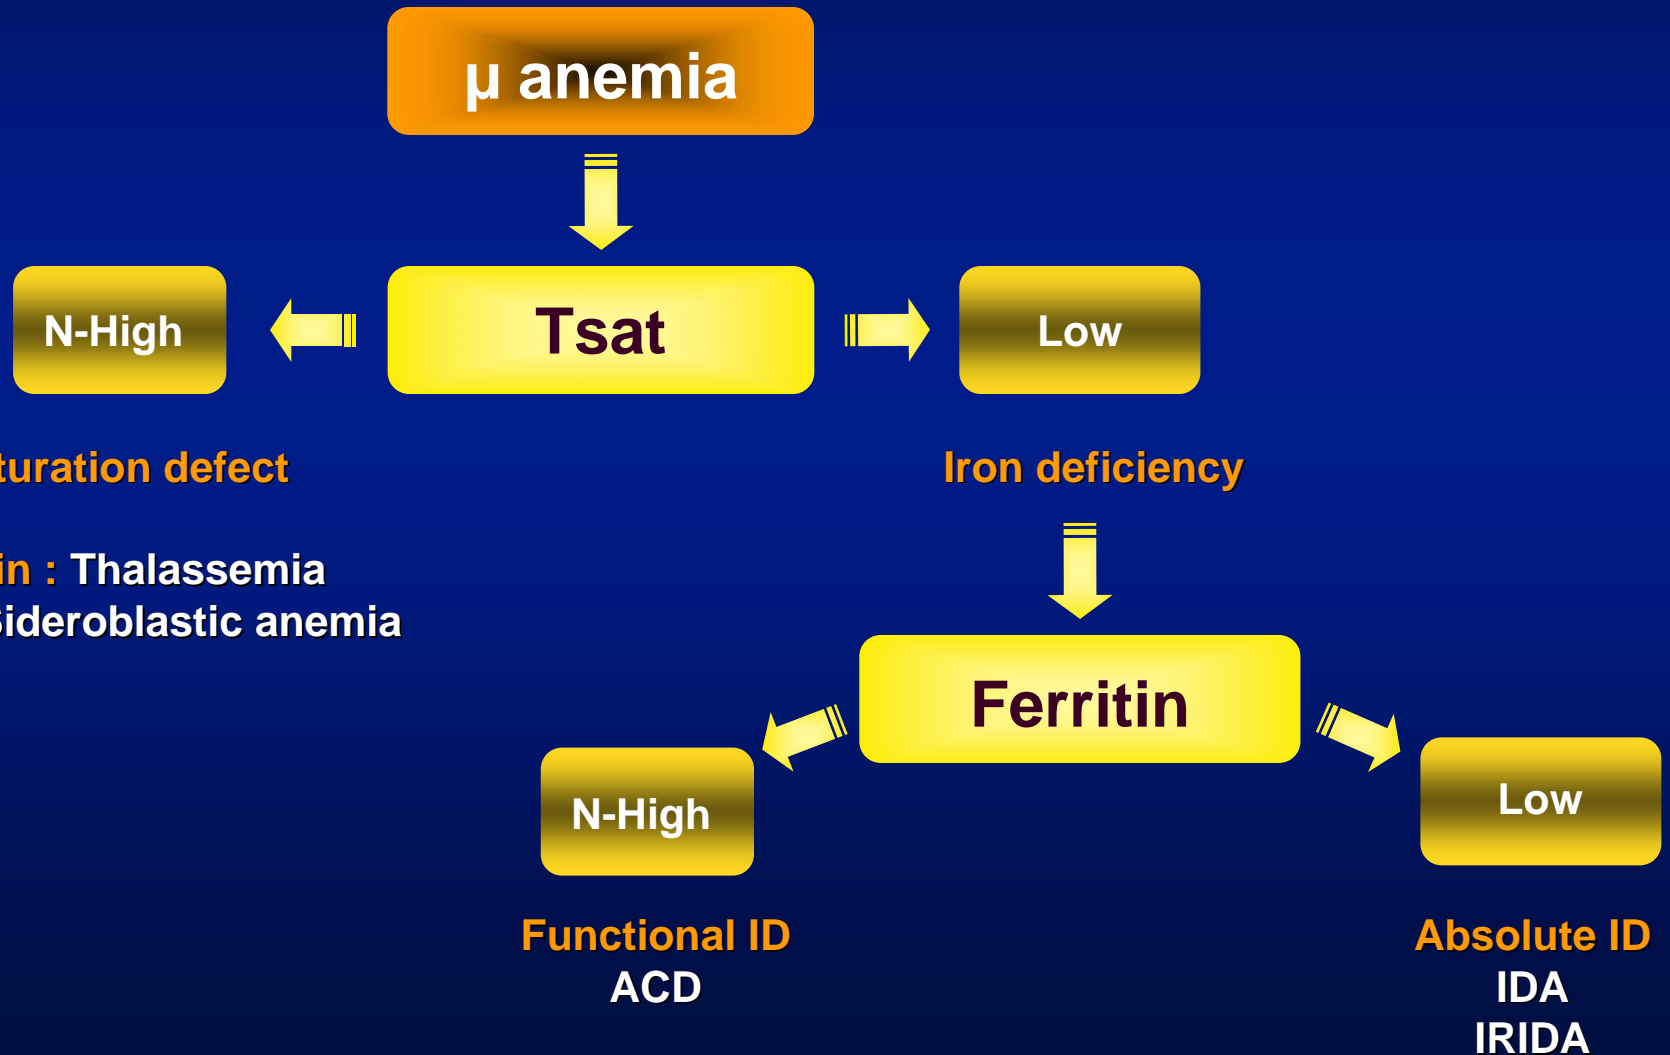 µ anemia
N-High
Tsat
Low
turation defect
Iron deficiency
in : Thalassemia
Sideroblastic anemia
Ferritin
N-High
Low
Functional ID
ACD
Absolute ID
IDA
IRIDA